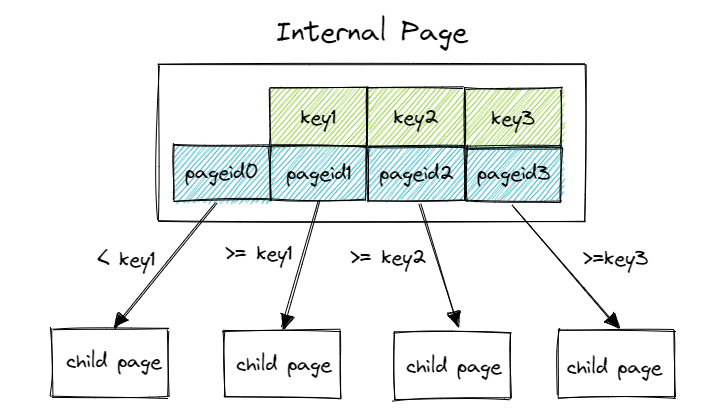 Internal Page
key1 key2 key3
pageid0 pageid1 pageid2 pageid3
< key1 >= key1 >= key2 >=key3
child page child page child page child page